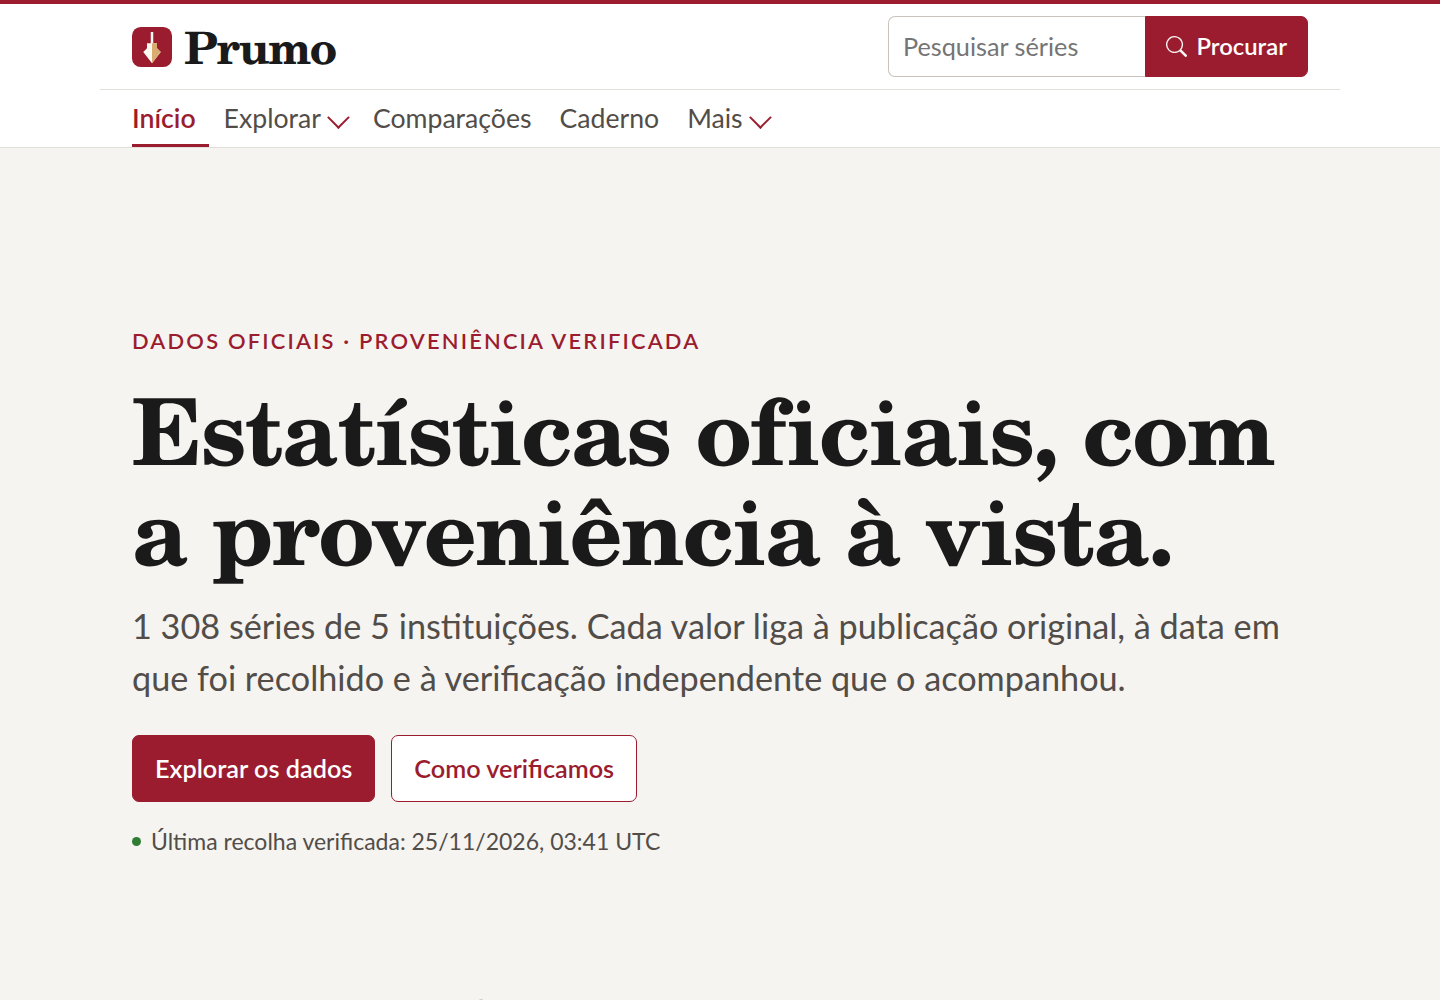 Prumo
Pesquisar séries
Procurar
Início Explorar Comparações Caderno Mais
DADOS OFICIAIS · PROVENIÊNCIA VERIFICADA
Estatísticas oficiais, com
a proveniência à vista.
1 308 séries de 5 instituições. Cada valor liga à publicação original, à data em
que foi recolhido e à verificação independente que o acompanhou.
Explorar os dados Como verificamos
Última recolha verificada: 25/11/2026, 03:41 UTC